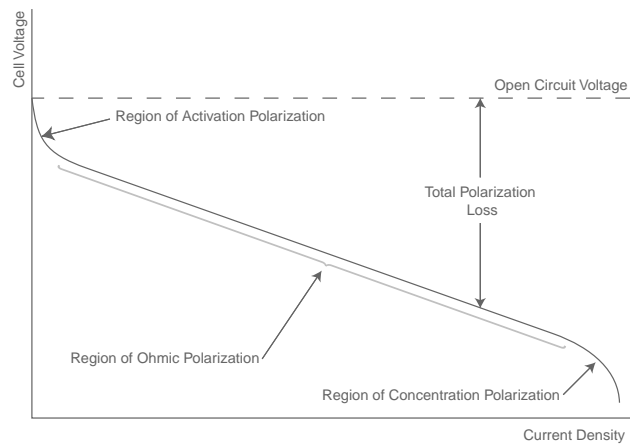 Cell Voltage
Open Circuit Voltage
Region of Activation Polarization
Total Polarization
Loss
Region of Ohmic Polarization
Region of Concentration Polarization
Current Density